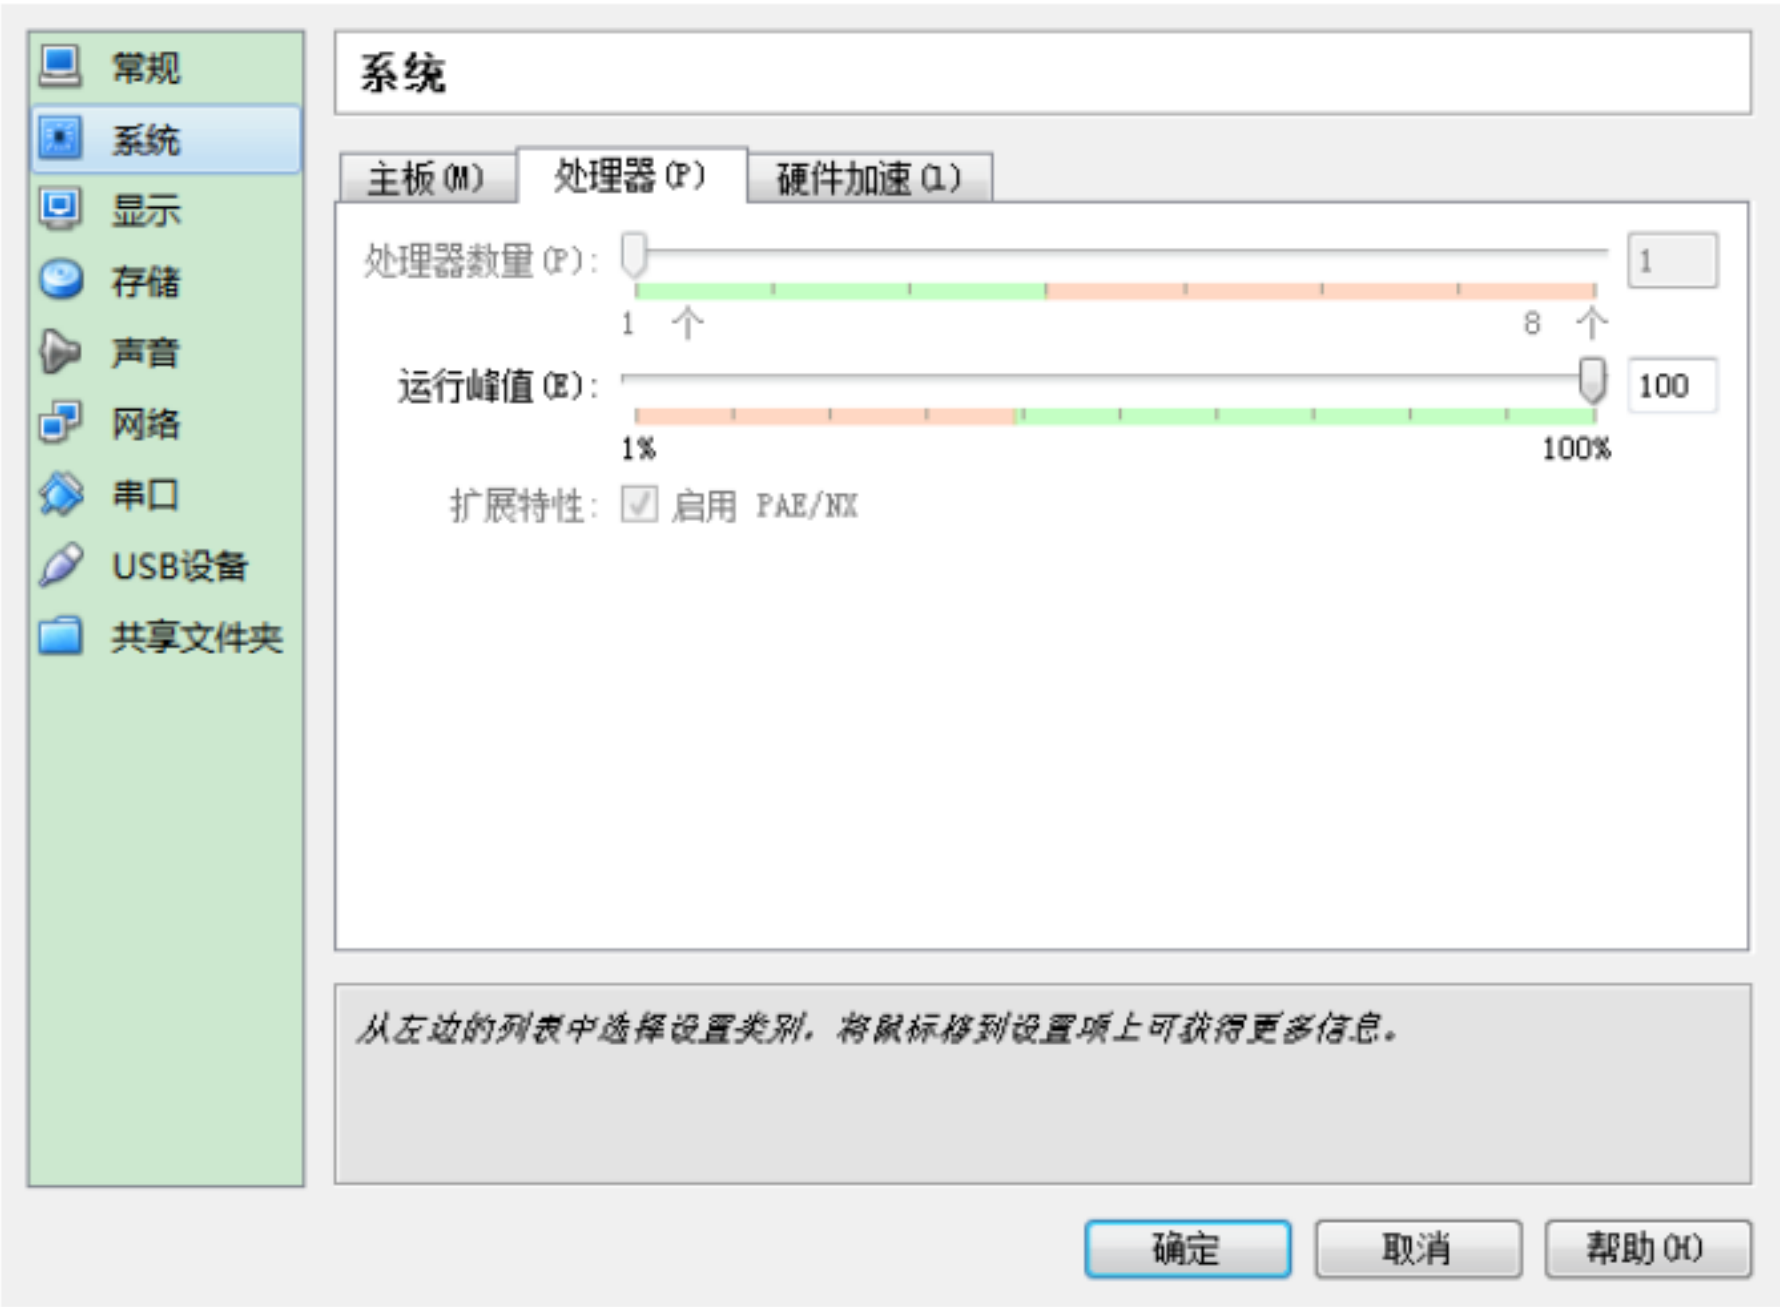 常规
系统
显示
存储
声音
网络
串口
USB设备
共享文件夹
系统
主板(M) 处理器(P) 硬件加速(l)
处理器数量(P): 1
1 个 8 个
运行峰值(E): 100
1% 100%
扩展特性: 启用 PAE/NX
从左边的列表中选择设置类别，将鼠标移到设置项上可获得更多信息。
确定 取消 帮助(H)